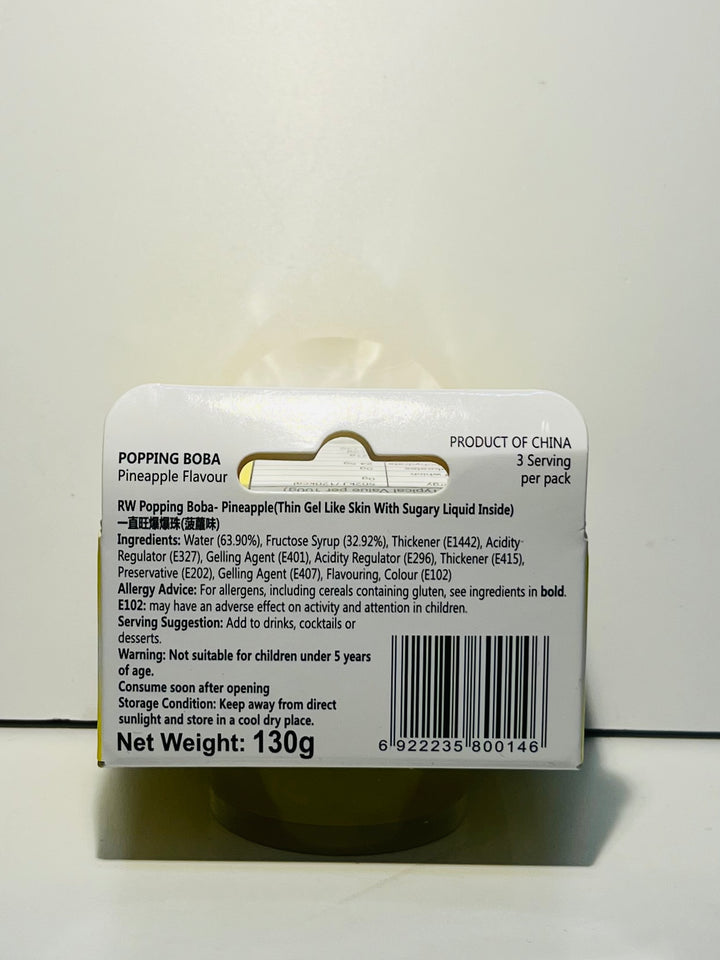 PRODUCT OF CHINA
POPPING BOBA
3 Serving
Pineapple Flavour
per pack
RW Popping Boba- Pineapple(Thin Gel Like Skin With Sugary Liquid Inside)
一直旺爆爆珠(菠蘿味)
Ingredients: Water (63.90%), Fructose Syrup (32.92%), Thickener (E1442), Acidity
Regulator (E327), Gelling Agent (E401), Acidity Regulator (E296), Thickener (E415),
Preservative (E202), Gelling Agent (E407), Flavouring, Colour (E102)
Allergy Advice: For allergens, including cereals containing gluten, see ingredients in bold.
E102: may have an adverse effect on activity and attention in children.
Serving Suggestion: Add to drinks, cocktails or
desserts.
Warning: Not suitable for children under 5 years
of age.
Consume soon after opening
Storage Condition: Keep away from direct
sunlight and store in a cool dry place.
Net Weight: 130g
6 922235 800146